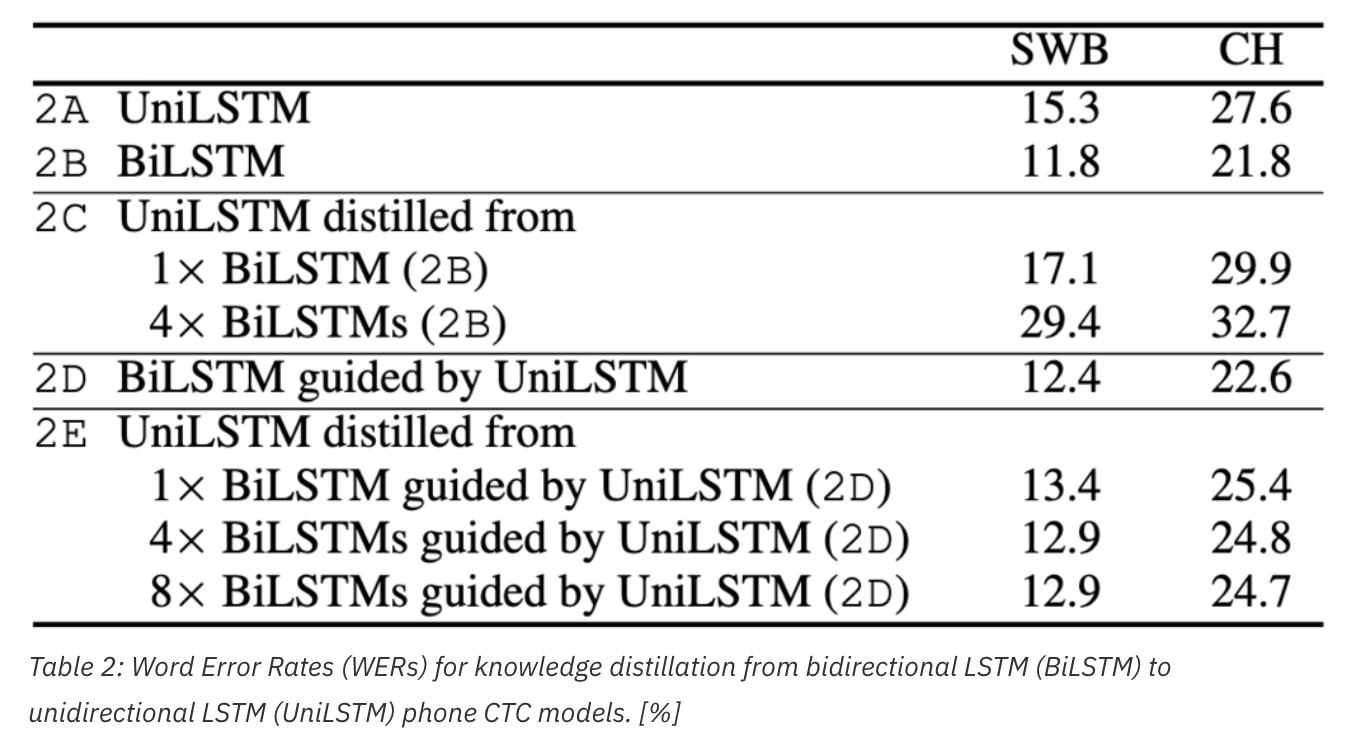 SWB CH
2A UniLSTM 15.3 27.6
2B BiLSTM 11.8 21.8
2C UniLSTM distilled from
1× BiLSTM (2B) 17.1 29.9
4× BiLSTMs (2B) 29.4 32.7
2D BiLSTM guided by UniLSTM 12.4 22.6
2E UniLSTM distilled from
1× BiLSTM guided by UniLSTM (2D) 13.4 25.4
4× BiLSTMs guided by UniLSTM (2D) 12.9 24.8
8× BiLSTMs guided by UniLSTM (2D) 12.9 24.7
Table 2: Word Error Rates (WERs) for knowledge distillation from bidirectional LSTM (BiLSTM) to
unidirectional LSTM (UniLSTM) phone CTC models. [%]